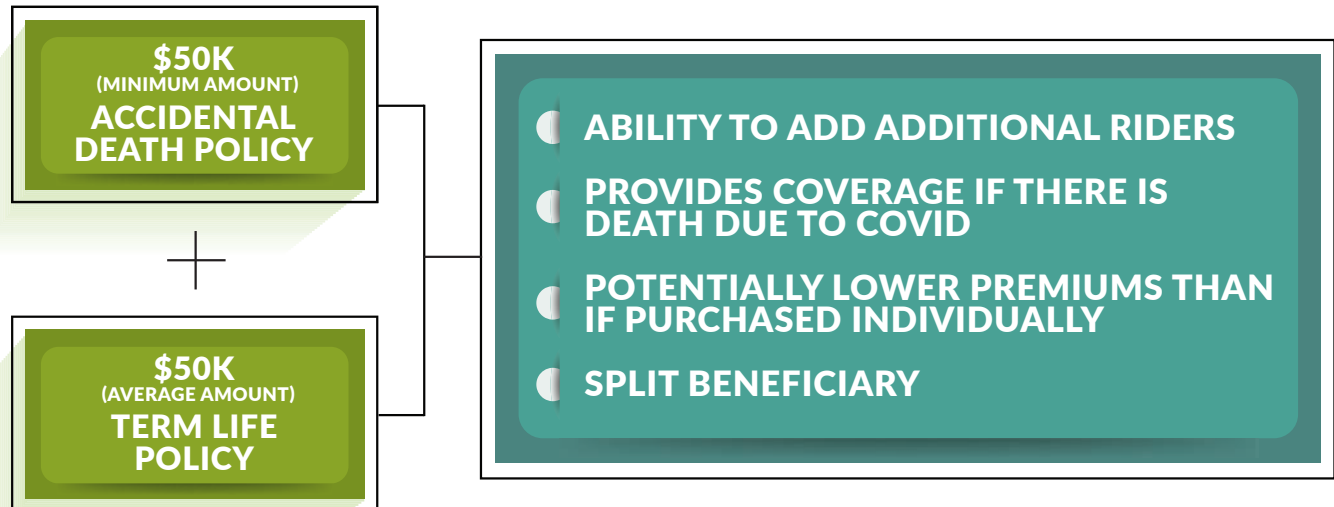 $50K
(MINIMUM AMOUNT)
ACCIDENTAL
DEATH POLICY
$50K
(AVERAGE AMOUNT)
TERM LIFE
POLICY
ABILITY TO ADD ADDITIONAL RIDERS
PROVIDES COVERAGE IF THERE IS
DEATH DUE TO COVID
POTENTIALLY LOWER PREMIUMS THAN
IF PURCHASED INDIVIDUALLY
SPLIT BENEFICIARY